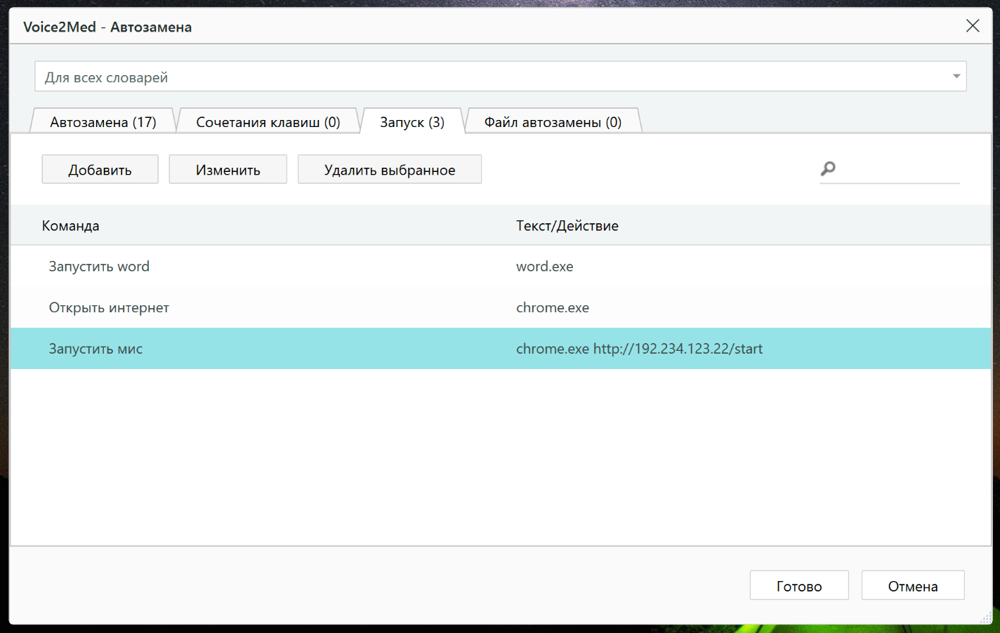 Voice2Med - Автозамена
Для всех словарей
Автозамена (17) Сочетания клавиш (0) Запуск (3) Файл автозамены (0)
Добавить Изменить Удалить выбранное
Команда Текст/Действие
Запустить word word.exe
Открыть интернет chrome.exe
Запустить мис chrome.exe http://192.234.123.22/start
Готово Отмена